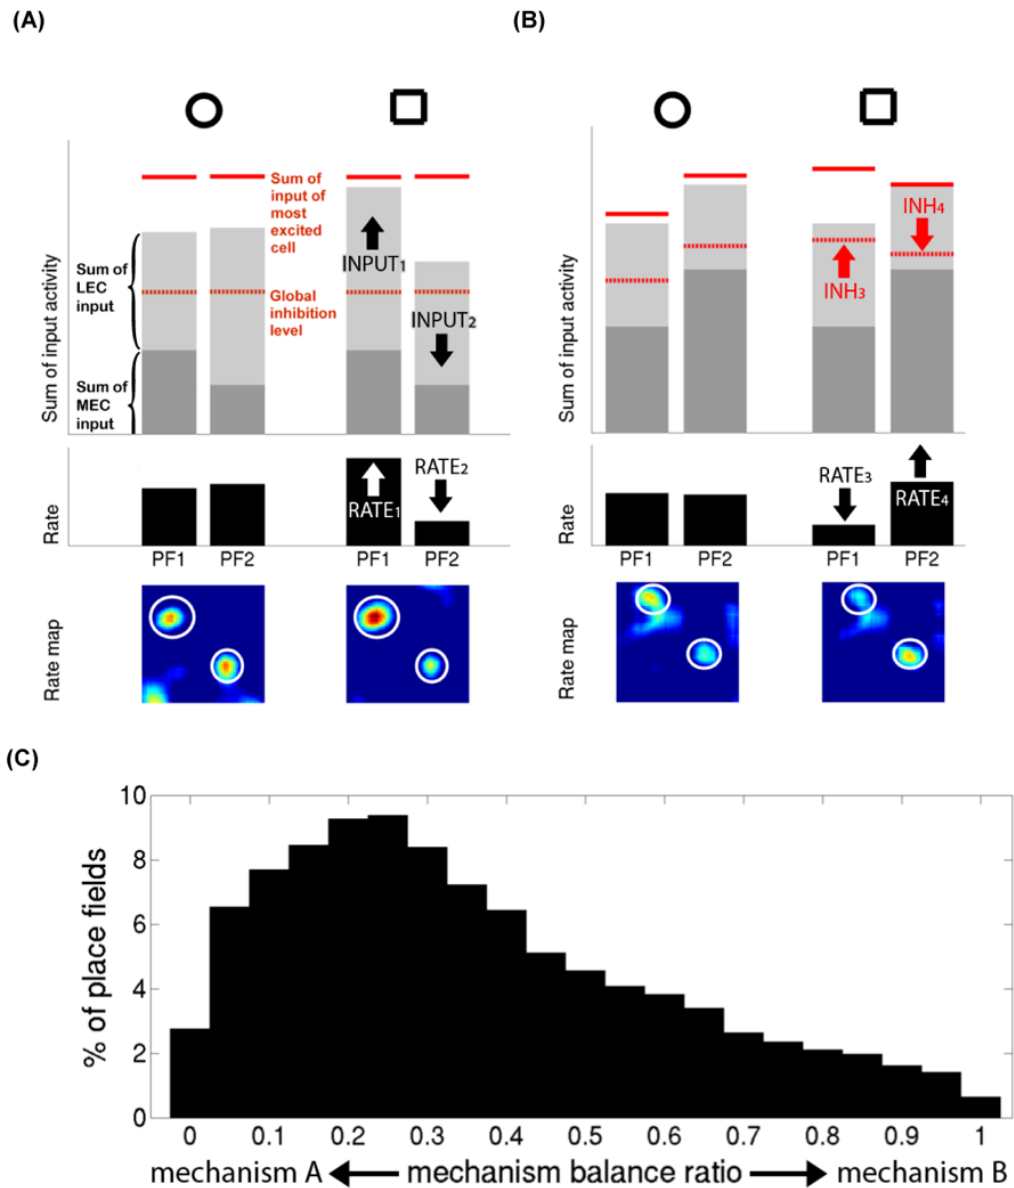 (A)
(B)
Sum of input activity
Sum of
LEC
input
Sum of
MEC
input
Sum of
input of
most
excited
cell
Global
inhibition
level
INPUT1
INPUT2
Rate
RATE1
RATE2
PF1 PF2 PF1 PF2
Rate map
Sum of input activity
INH3
INH4
Rate
RATE3
RATE4
PF1 PF2 PF1 PF2
Rate map
(C)
% of place fields
10
8
6
4
2
0
0 0.1 0.2 0.3 0.4 0.5 0.6 0.7 0.8 0.9 1
mechanism A mechanism balance ratio mechanism B